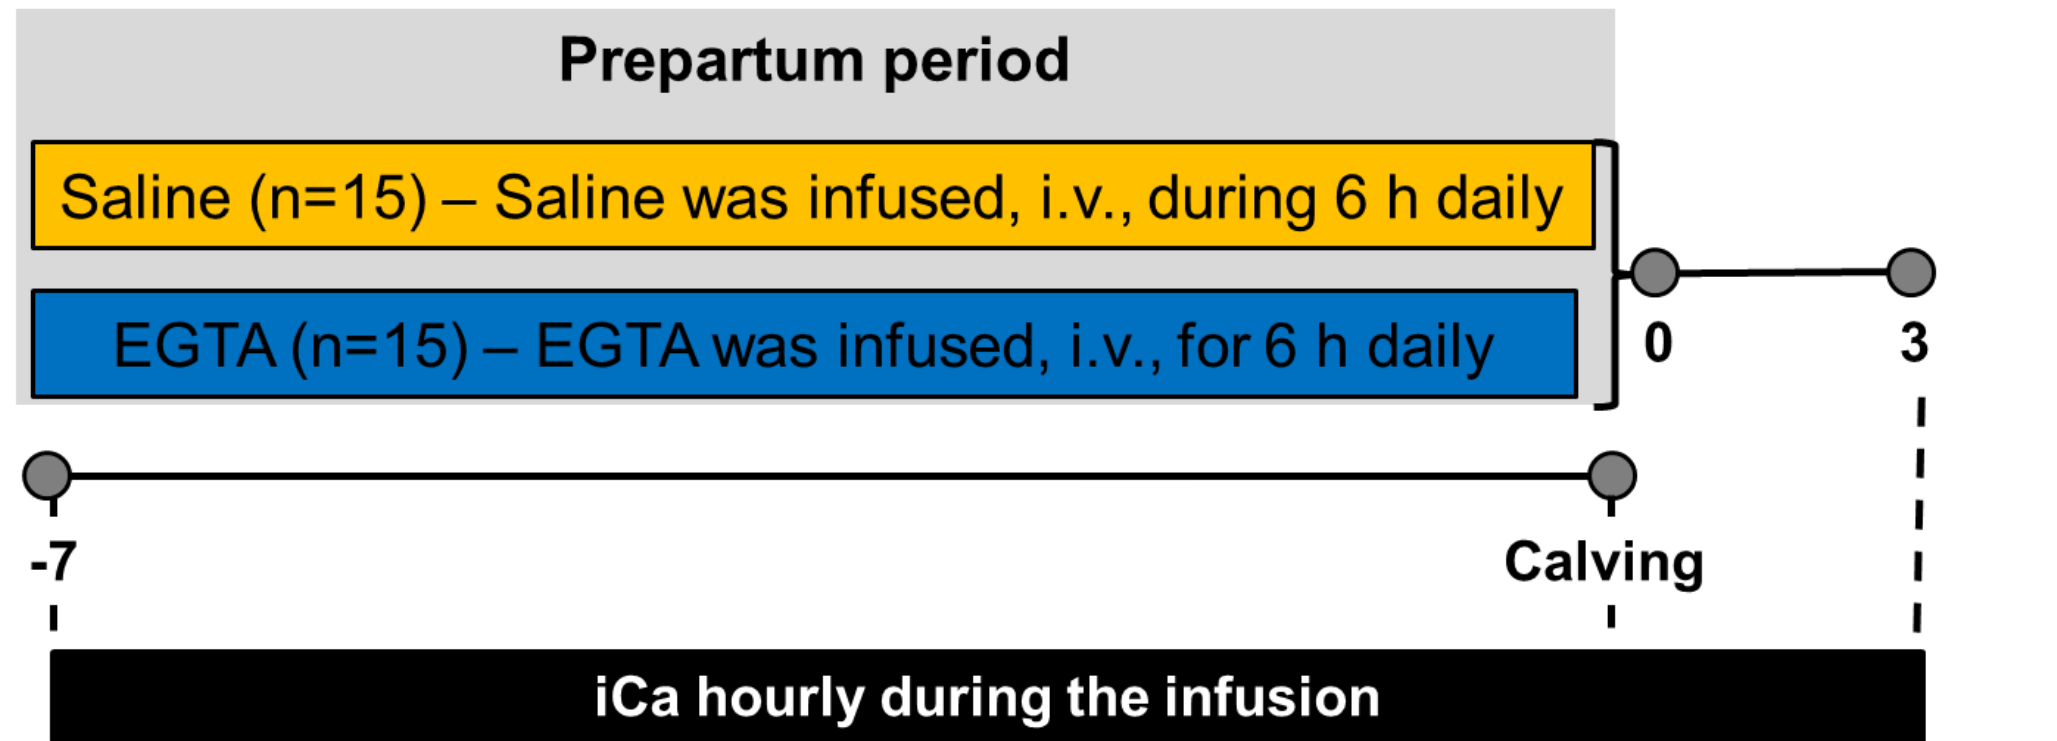 Prepartum period
Saline (n=15) – Saline was infused, i.v., during 6 h daily
EGTA (n=15) – EGTA was infused, i.v., for 6 h daily
0
3
-7
Calving
iCa hourly during the infusion